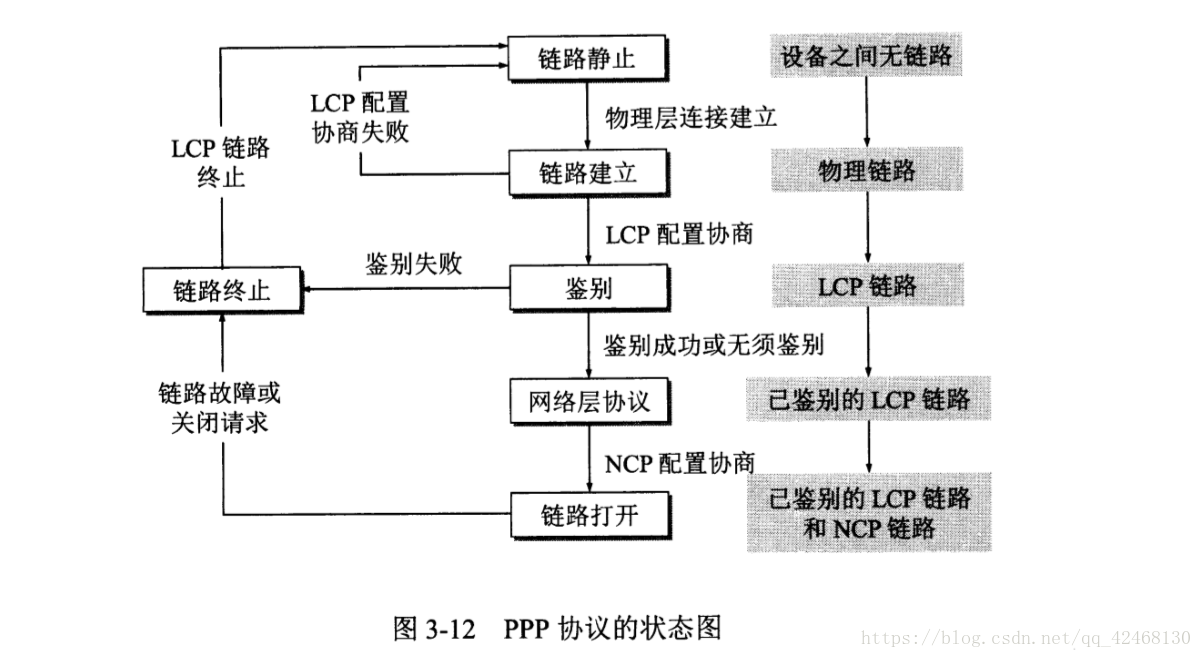 链路静止
设备之间无链路
LCP 配置
协商失败
物理层连接建立
LCP 链路
终止
链路建立
物理链路
LCP 配置协商
鉴别失败
链路终止
鉴别
LCP 链路
鉴别成功或无须鉴别
链路故障或
关闭请求
网络层协议
已鉴别的 LCP 链路
NCP 配置协商
链路打开
已鉴别的 LCP 链路
和 NCP 链路
图 3-12 PPP 协议的状态图
https://blog.csdn.net/qq_42468130